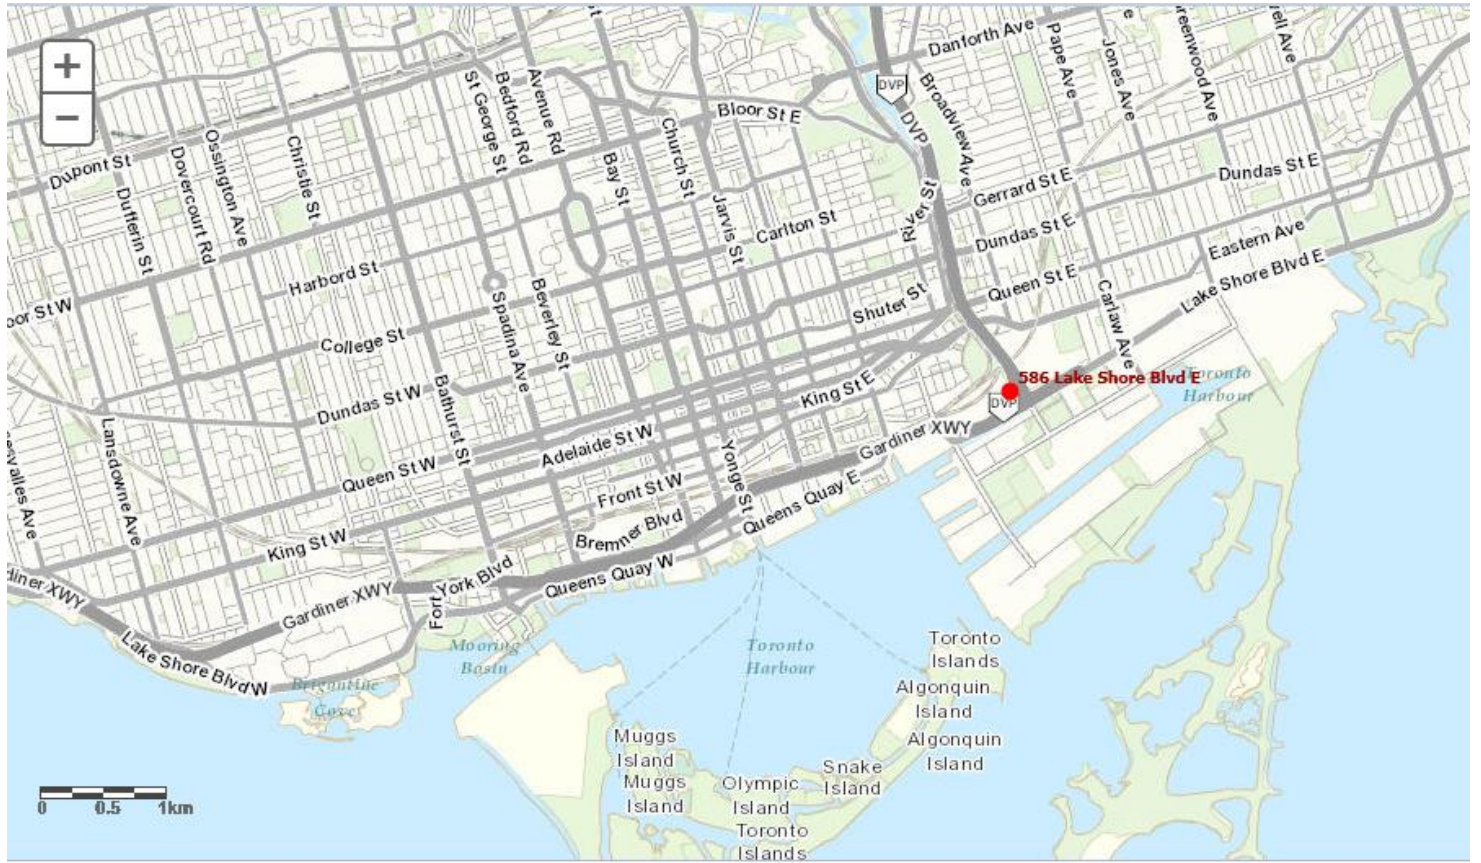 +
−
Danforth Ave
Pape Ave
Jones Ave
Greenwood Ave
DVP
DVP
Broadview Ave
St George St
Bedford Rd
Avenue Rd
Bloor St E
Church St
Bay St
Dupont St
Dufferin St
Dovercourt Rd
Ossington Ave
Christie St
Jarvis St
Carlton St
River St
Gerrard St E
Dundas St E
Dundas St E
Eastern Ave
Queen St E
Lake Shore Blvd E
Carlaw Ave
Harbord St
Spadina Ave
Beverley St
Shuter St
oor St W
College St
586 Lake Shore Blvd E
DVP
Toronto
Harbour
King St E
Dundas St W
Bathurst St
Lansdowne Ave
esvalles Ave
Adelaide St W
Queen St W
Gardiner XWY
Yonge St
Front St W
Queens Quay E
King St W
Bremner Blvd
Queens Quay W
diner XWY
Gardiner XWY
Fort York Blvd
Lake Shore Blvd W
Mooring
Basin
Brigantine
Cove
Toronto
Harbour
Toronto
Islands
Algonquin
Island
Algonquin
Island
Muggs
Island
Muggs
Island
Snake
Island
Olympic
Island
Toronto
Islands
0 0.5 1km